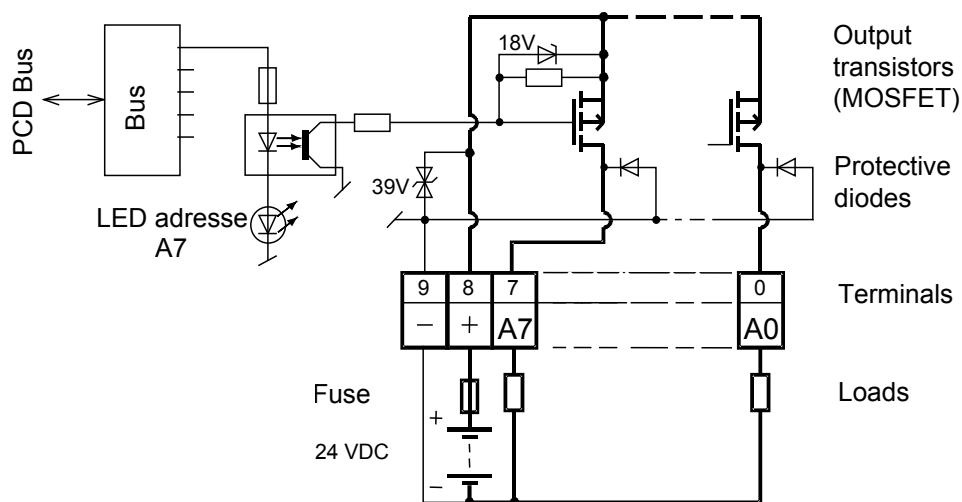 PCD Bus
Bus
18V
Output
transistors
(MOSFET)
39V
Protective
diodes
LED adresse
A7
9 8 7 0
Terminals
− + A7 A0
Fuse
Loads
+
24 VDC
−